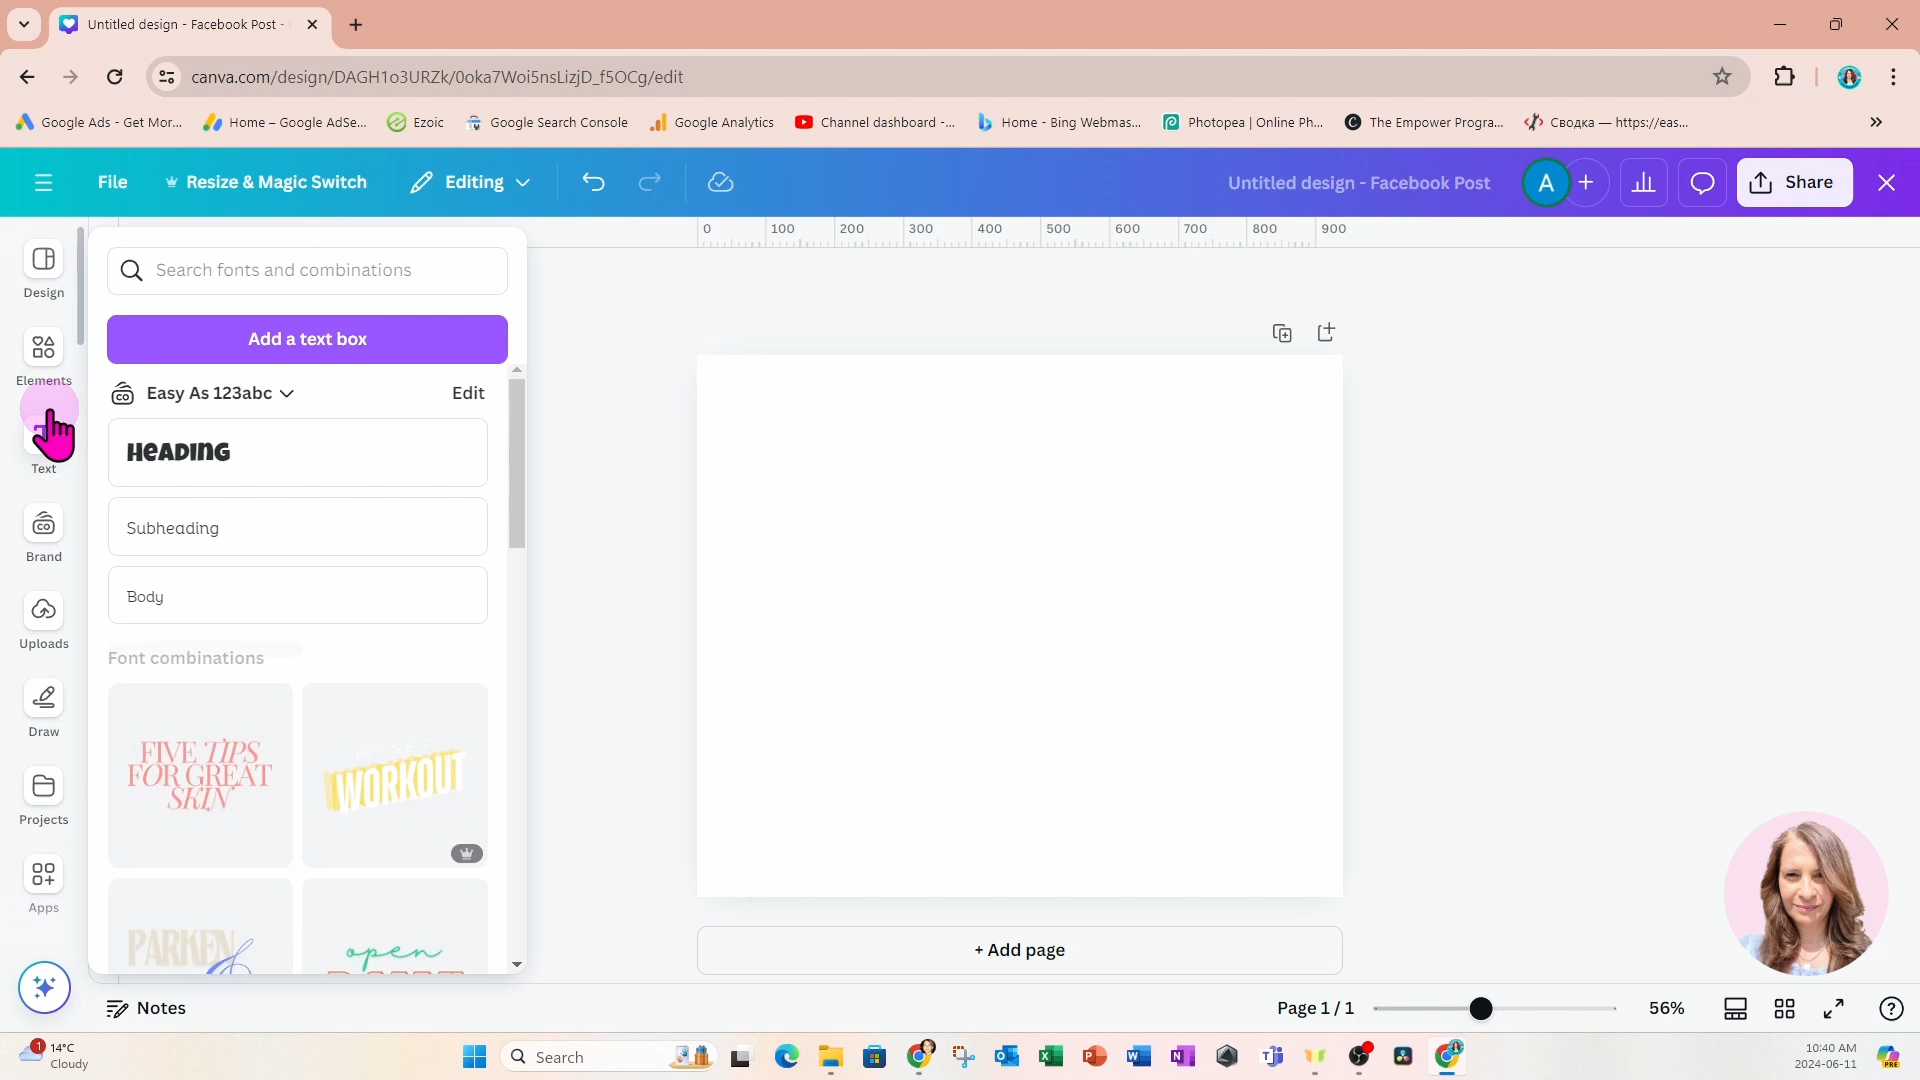 Untitled design - Facebook Post -
canva.com/design/DAGH1o3URZk/0oka7Woi5nsLizjD_f5OCg/edit
Google Ads - Get Mor...
Home – Google AdSe...
Ezoic
Google Search Console
Google Analytics
Channel dashboard -...
Home - Bing Webmas...
Photopea | Online Ph...
The Empower Progra...
Сводка — https://eas...
File
Resize & Magic Switch
Editing
Untitled design - Facebook Post
A
Share
0 100 200 300 400 500 600 700 800 900
Design
Elements
Text
Brand
Uploads
Draw
Projects
Apps
Search fonts and combinations
Add a text box
Easy As 123abc
Edit
Heading
Subheading
Body
Font combinations
FIVE TIPS
FOR GREAT
SKIN
WORKOUT
PARKEN
&
open
+ Add page
Notes
Page 1 / 1
56%
1
14°C
Cloudy
Search
10:40 AM
2024-06-11